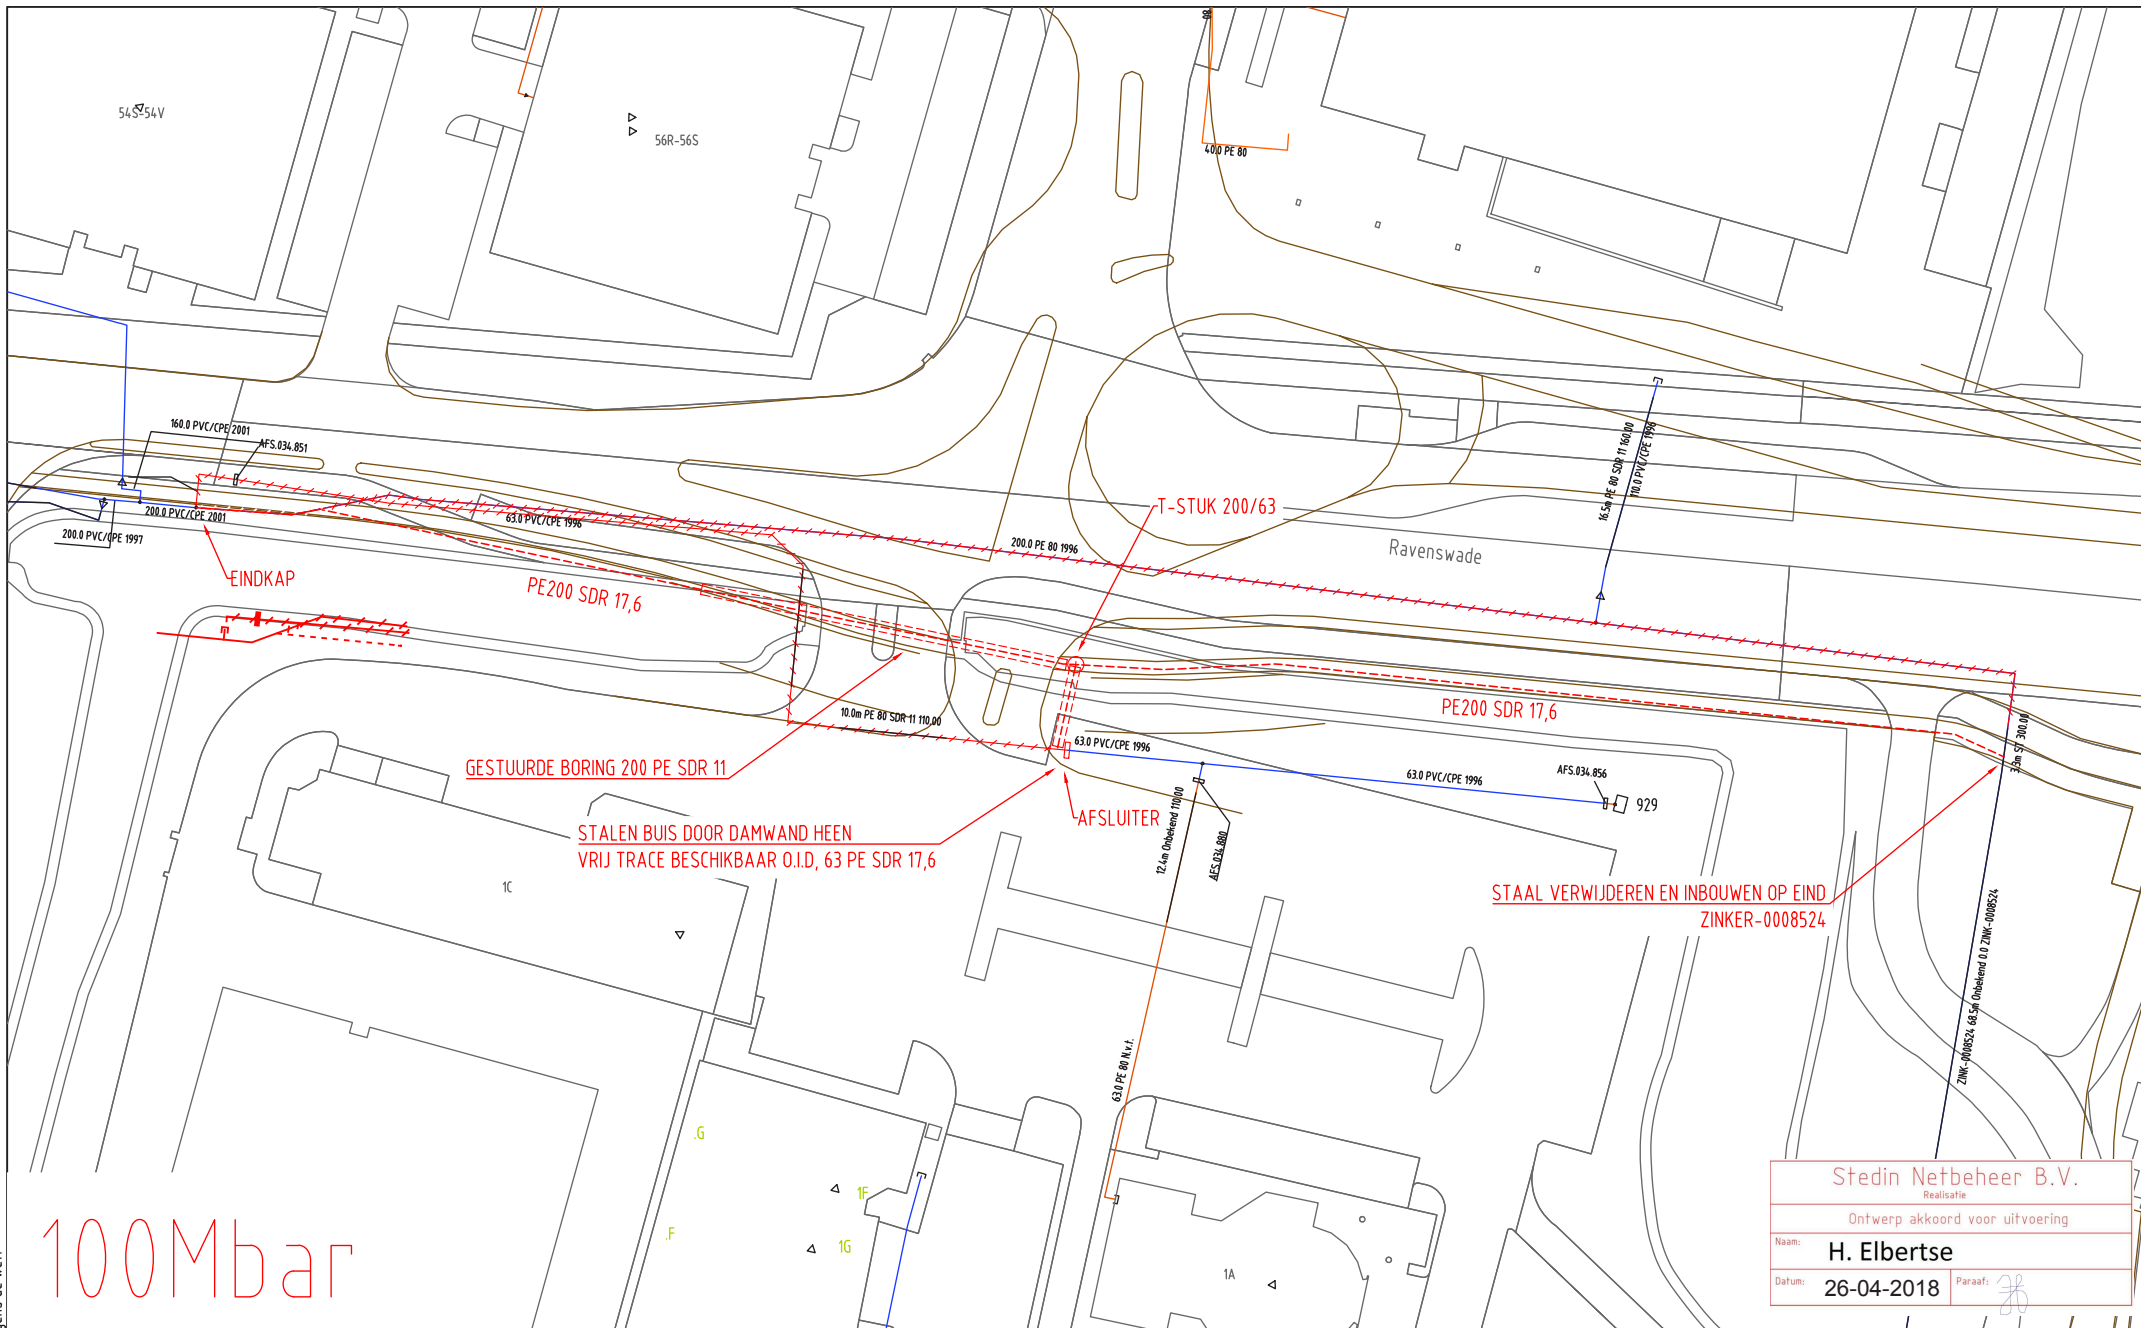 80
54S-54V
56R-56S
40.0 PE 80
160.0 PVC/CPE 2001
AFS.034.851
200.0 PVC/CPE 2001
200.0 PVC/CPE 1997
63.0 PVC/CPE 1996
EINDKAP
PE200 SDR 17,6
T-STUK 200/63
200.0 PE 80 1996
Ravenswade
16.5m PE 80 SDR 11 160.00
110.0 PVC/CPE 1996
PE200 SDR 17,6
10.0m PE 80 SDR 11 110.00
63.0 PVC/CPE 1996
63.0 PVC/CPE 1996
AFS.034.856
929
3.3m ST 300.00
GESTUURDE BORING 200 PE SDR 11
AFSLUITER
STALEN BUIS DOOR DAMWAND HEEN
VRIJ TRACE BESCHIKBAAR O.I.D, 63 PE SDR 17,6
12.4m Onbekend 110.00
AFS.034.880
STAAL VERWIJDEREN EN INBOUWEN OP EIND
ZINKER-0008524
ZINK-0008524 68.5m Onbekend 0.0 ZINK-0008524
1C
63.0 PE 80 N.v.t.
.G
1F
.F
1G
1A
100Mbar
Stedin Netbeheer B.V.
Realisatie
Ontwerp akkoord voor uitvoering
Naam: H. Elbertse
Datum: 26-04-2018 Paraaf: